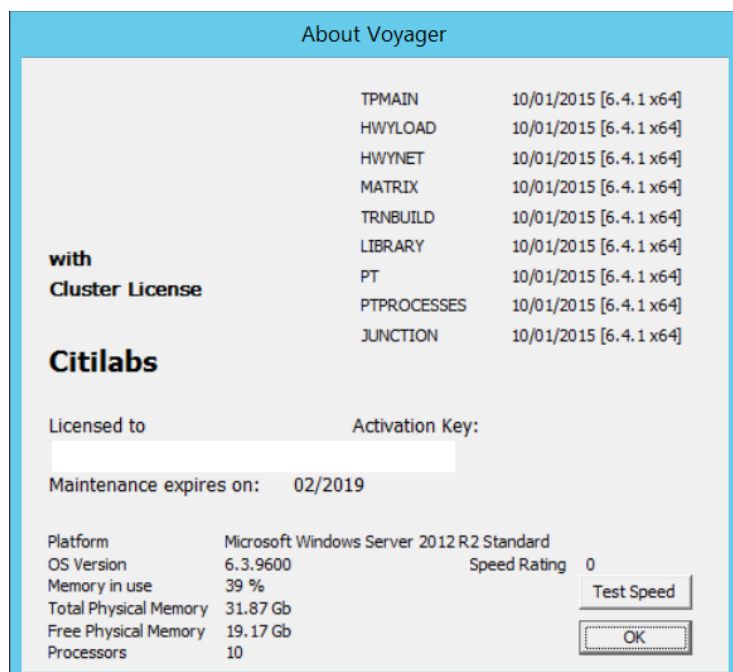 About Voyager
TPMAIN 10/01/2015 [6.4.1 x64]
HWYLOAD 10/01/2015 [6.4.1 x64]
HWYNET 10/01/2015 [6.4.1 x64]
MATRIX 10/01/2015 [6.4.1 x64]
TRNBUILD 10/01/2015 [6.4.1 x64]
LIBRARY 10/01/2015 [6.4.1 x64]
PT 10/01/2015 [6.4.1 x64]
PTPROCESSES 10/01/2015 [6.4.1 x64]
JUNCTION 10/01/2015 [6.4.1 x64]
with
Cluster License
Citilabs
Licensed to Activation Key:
Maintenance expires on: 02/2019
Platform Microsoft Windows Server 2012 R2 Standard
OS Version 6.3.9600 Speed Rating 0
Memory in use 39 %
Test Speed
Total Physical Memory 31.87 Gb
Free Physical Memory 19.17 Gb
OK
Processors 10